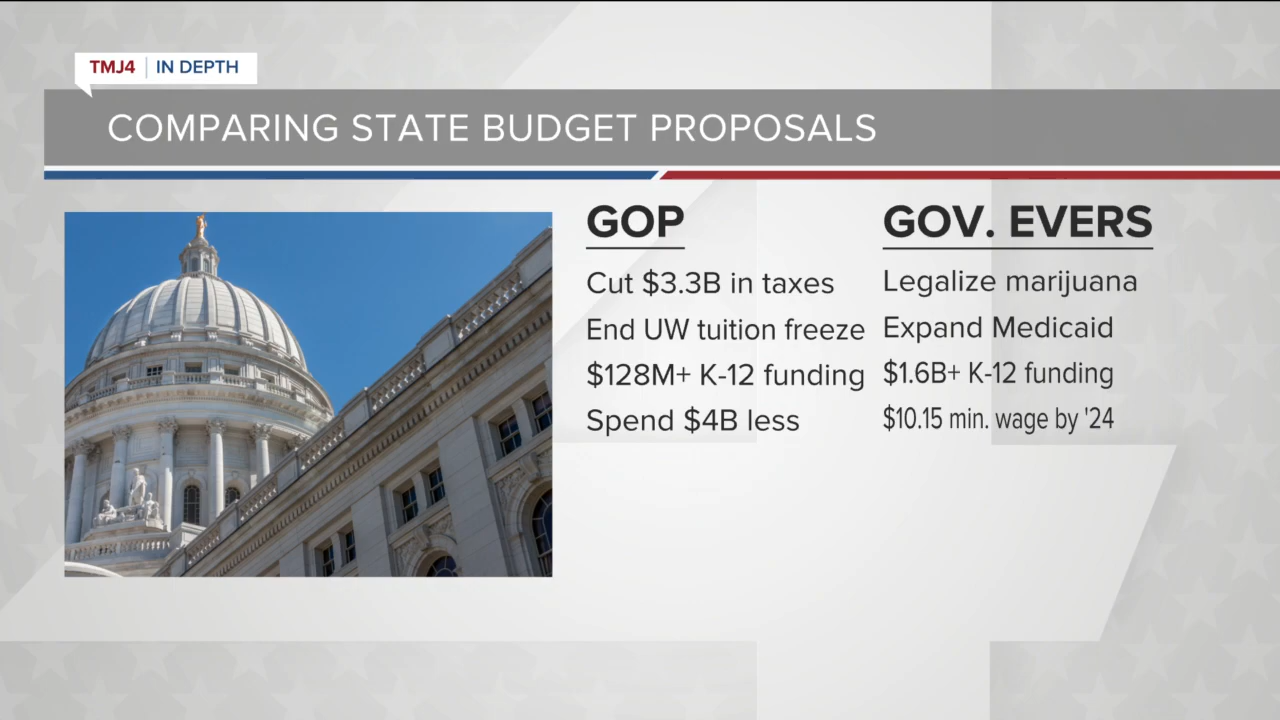 TMJ4 | IN DEPTH
COMPARING STATE BUDGET PROPOSALS
GOP
Cut $3.3B in taxes
End UW tuition freeze
$128M+ K-12 funding
Spend $4B less
GOV. EVERS
Legalize marijuana
Expand Medicaid
$1.6B+ K-12 funding
$10.15 min. wage by '24